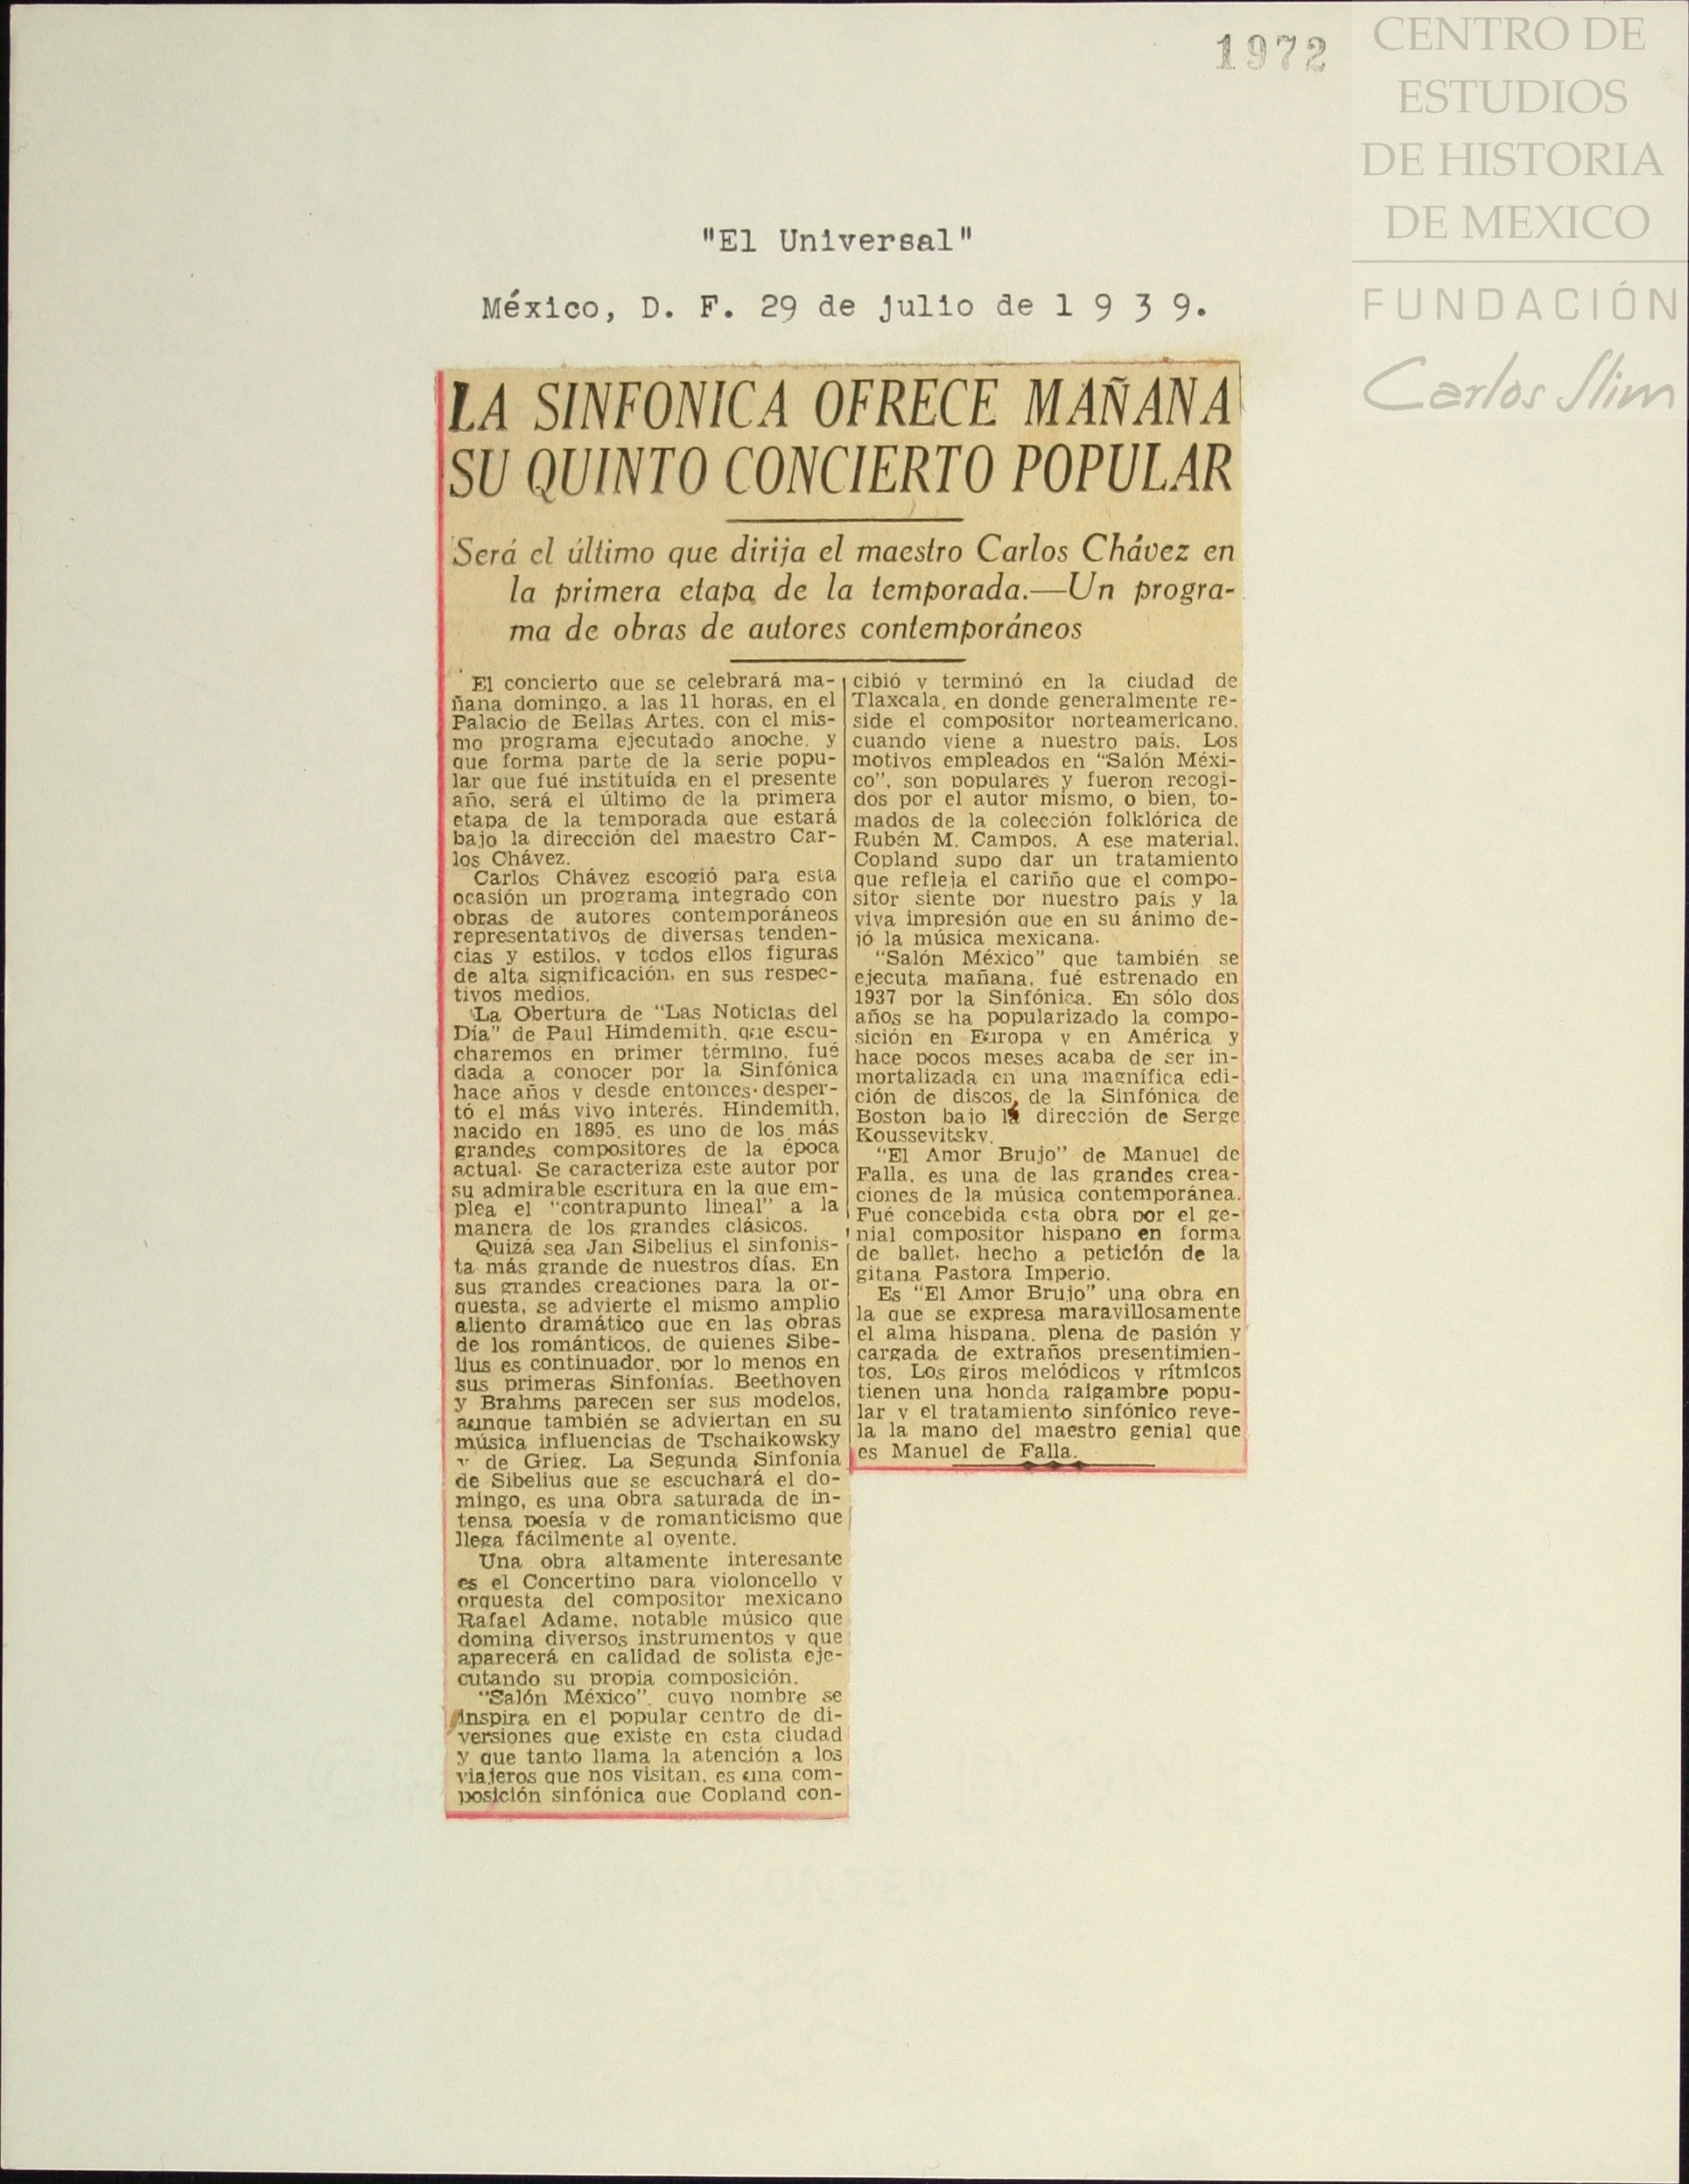 1972
CENTRO DE
ESTUDIOS
DE HISTORIA
DE MEXICO
FUNDACIÓN
Carlos Slim
"El Universal"
México, D. F. 29 de julio de 1 9 3 9.
LA SINFONICA OFRECE MAÑANA
SU QUINTO CONCIERTO POPULAR
Será el último que dirija el maestro Carlos Chávez en
la primera etapa de la temporada.—Un progra-
ma de obras de autores contemporáneos
El concierto que se celebrará ma-
ñana domingo, a las 11 horas, en el
Palacio de Bellas Artes, con el mis-
mo programa ejecutado anoche, y
que forma parte de la serie popu-
lar que fué instituída en el presente
año, será el último de la primera
etapa de la temporada que estará
bajo la dirección del maestro Car-
los Chávez.
Carlos Chávez escogió para esta
ocasión un programa integrado con
obras de autores contemporáneos
representativos de diversas tenden-
cias y estilos, y todos ellos figuras
de alta significación, en sus respec-
tivos medios.
La Obertura de "Las Noticias del
Día" de Paul Himdemith, que escu-
charemos en primer término, fué
dada a conocer por la Sinfónica
hace años y desde entonces desper-
tó el más vivo interés. Hindemith,
nacido en 1895, es uno de los más
grandes compositores de la época
actual. Se caracteriza este autor por
su admirable escritura en la que em-
plea el "contrapunto lineal" a la
manera de los grandes clásicos.
Quizá sea Jan Sibelius el sinfonis-
ta más grande de nuestros días. En
sus grandes creaciones para la or-
questa, se advierte el mismo amplio
aliento dramático que en las obras
de los románticos, de quienes Sibe-
lius es continuador, por lo menos en
sus primeras Sinfonías. Beethoven
y Brahms parecen ser sus modelos,
aunque también se adviertan en su
música influencias de Tschaikowsky
y de Grieg. La Segunda Sinfonía
de Sibelius que se escuchará el do-
mingo, es una obra saturada de in-
tensa poesía y de romanticismo que
llega fácilmente al oyente.
Una obra altamente interesante
es el Concertino para violoncello y
orquesta del compositor mexicano
Rafael Adame, notable músico que
domina diversos instrumentos y que
aparecerá en calidad de solista eje-
cutando su propia composición.
"Salón México", cuyo nombre se
inspira en el popular centro de di-
versiones que existe en esta ciudad
y que tanto llama la atención a los
viajeros que nos visitan, es una com-
posición sinfónica que Copland con-
cibió y terminó en la ciudad de
Tlaxcala, en donde generalmente re-
side el compositor norteamericano,
cuando viene a nuestro país. Los
motivos empleados en "Salón Méxi-
co", son populares y fueron recogi-
dos por el autor mismo, o bien, to-
mados de la colección folklórica de
Rubén M. Campos. A ese material,
Copland supo dar un tratamiento
que refleja el cariño que el compo-
sitor siente por nuestro país y la
viva impresión que en su ánimo de-
jó la música mexicana.
"Salón México" que también se
ejecuta mañana, fué estrenado en
1937 por la Sinfónica. En sólo dos
años se ha popularizado la compo-
sición en Europa y en América y
hace pocos meses acaba de ser in-
mortalizada en una magnífica edi-
ción de discos, de la Sinfónica de
Boston bajo la dirección de Serge
Koussevitsky.
"El Amor Brujo" de Manuel de
Falla, es una de las grandes crea-
ciones de la música contemporánea.
Fué concebida esta obra por el ge-
nial compositor hispano en forma
de ballet, hecho a petición de la
gitana Pastora Imperio.
Es "El Amor Brujo" una obra en
la que se expresa maravillosamente
el alma hispana, plena de pasión y
cargada de extraños presentimien-
tos. Los giros melódicos y rítmicos
tienen una honda raigambre popu-
lar y el tratamiento sinfónico reve-
la la mano del maestro genial que
es Manuel de Falla.